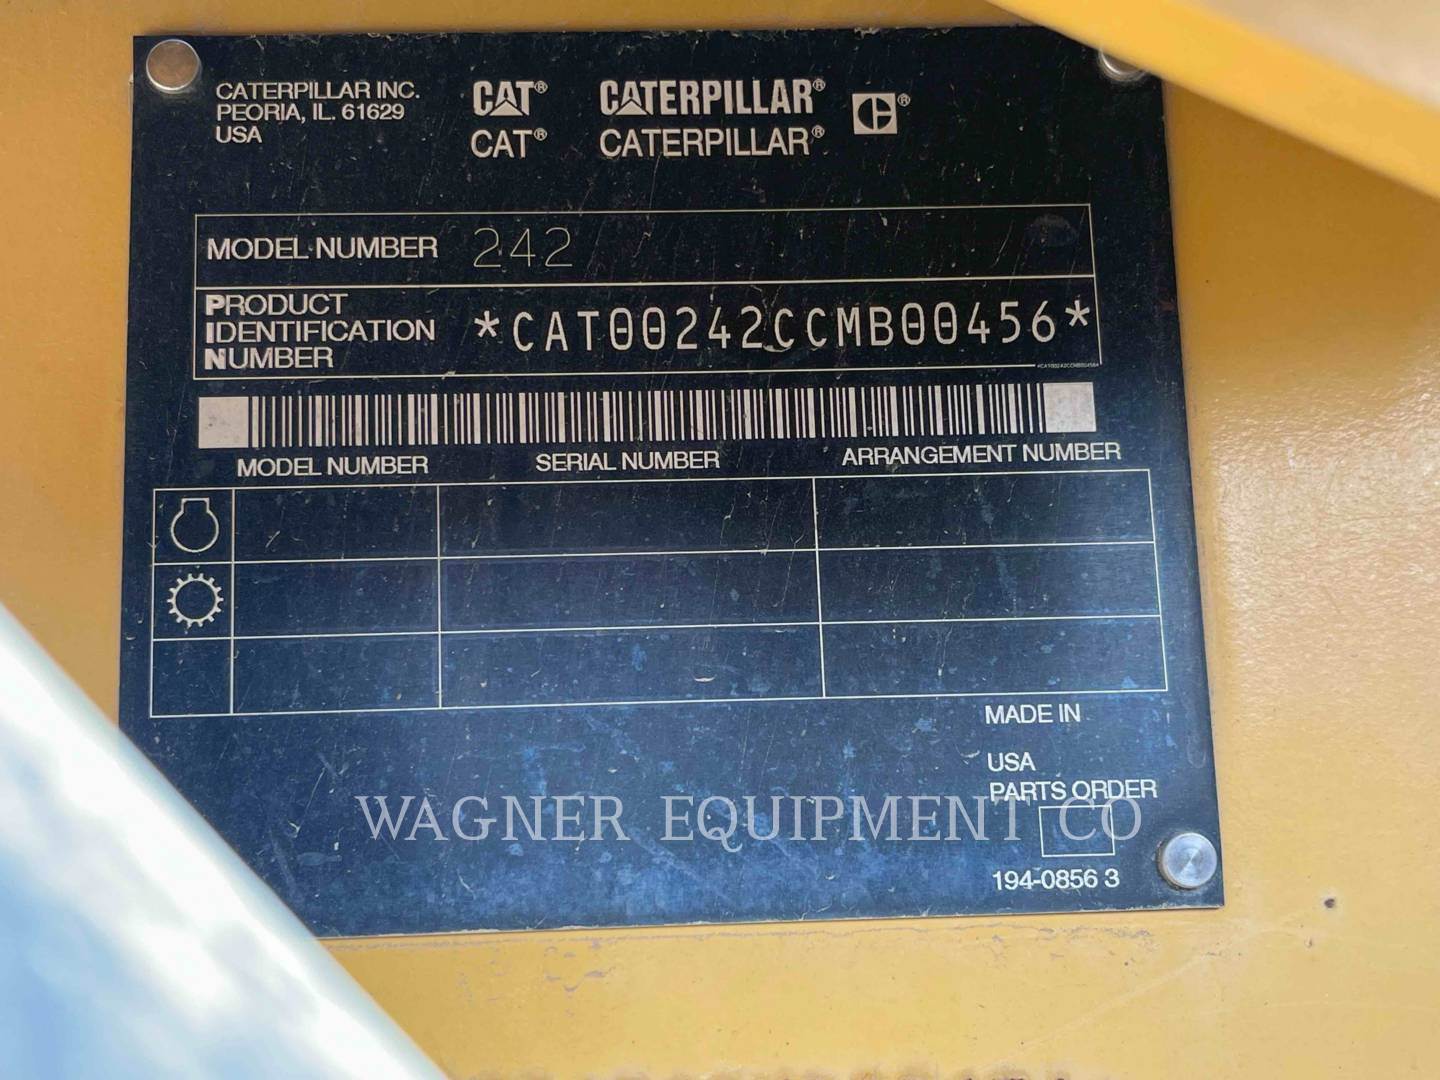 CATERPILLAR INC.
PEORIA, IL. 61629
USA
CAT® CATERPILLAR® ®
CAT® CATERPILLAR®
MODEL NUMBER 242
PRODUCT
IDENTIFICATION
NUMBER
*CAT00242CCMB00456*
*CAT00242CCMB00456*
MODEL NUMBER SERIAL NUMBER ARRANGEMENT NUMBER
MADE IN
USA
PARTS ORDER
WAGNER EQUIPMENT CO
194-0856 3